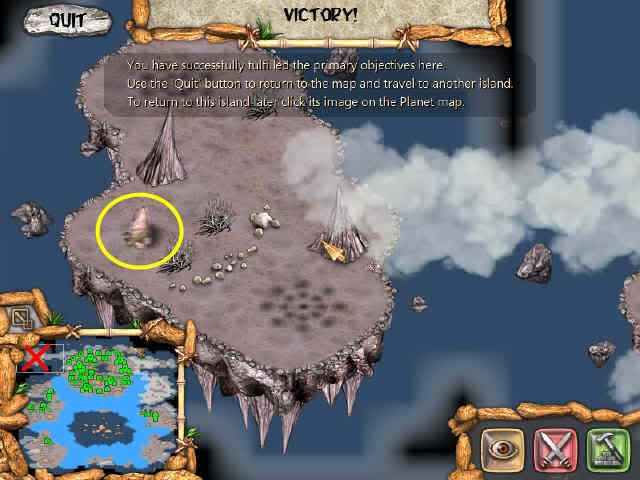 QUIT
VICTORY!
You have successfully fulfilled the primary objectives here.
Use the 'Quit' button to return to the map and travel to another island.
To return to this island later click its image on the Planet map.